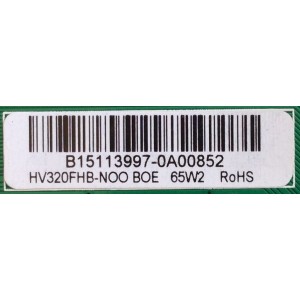 B15113997-0A00852
HV320FHB-NOO BOE 65W2 RoHS